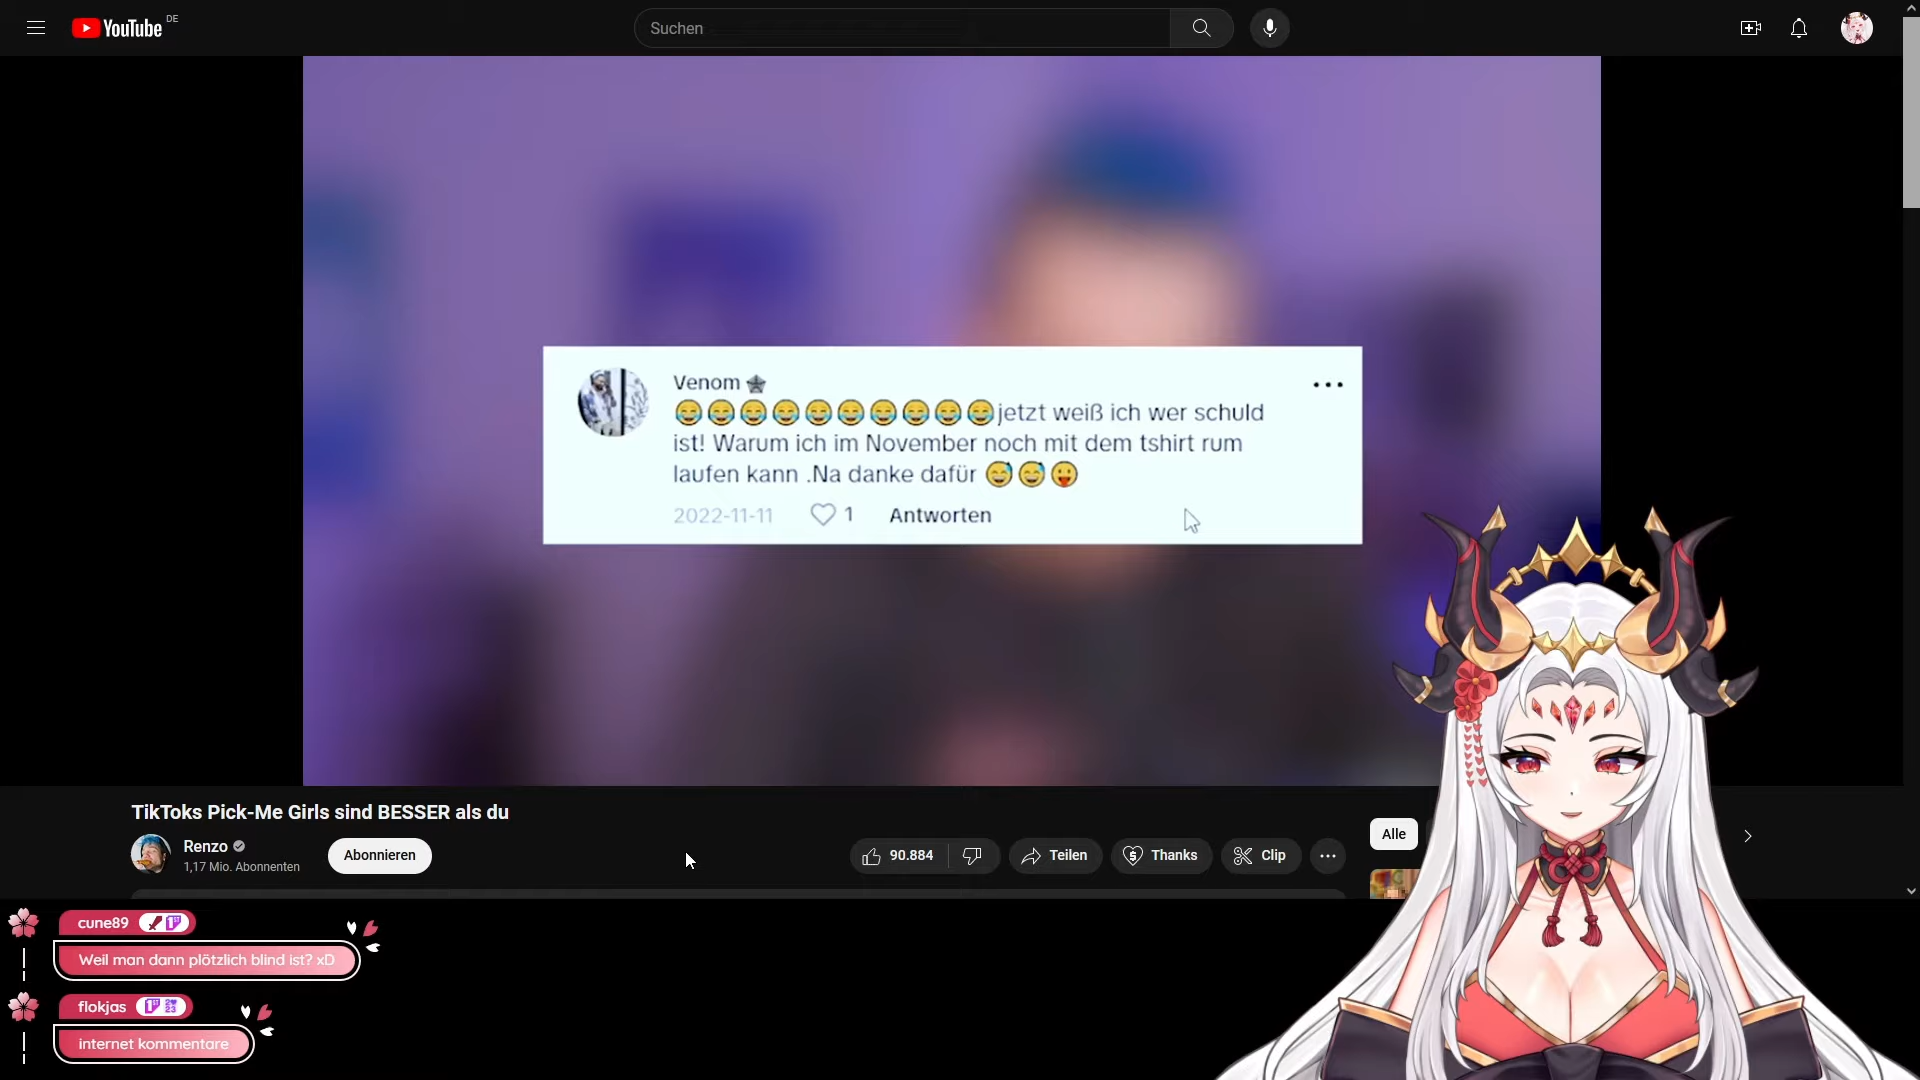 YouTube DE
Suchen
Venom
😂😂😂😂😂😂😂😂😂😂jetzt weiß ich wer schuld
ist! Warum ich im November noch mit dem tshirt rum
laufen kann .Na danke dafür 😅😅😛
2022-11-11 1 Antworten
TikToks Pick-Me Girls sind BESSER als du
Renzo
1,17 Mio. Abonnenten
Abonnieren
90.884
Teilen
Thanks
Clip
Alle
cune89
Weil man dann plötzlich blind ist? xD
flokjas
internet kommentare